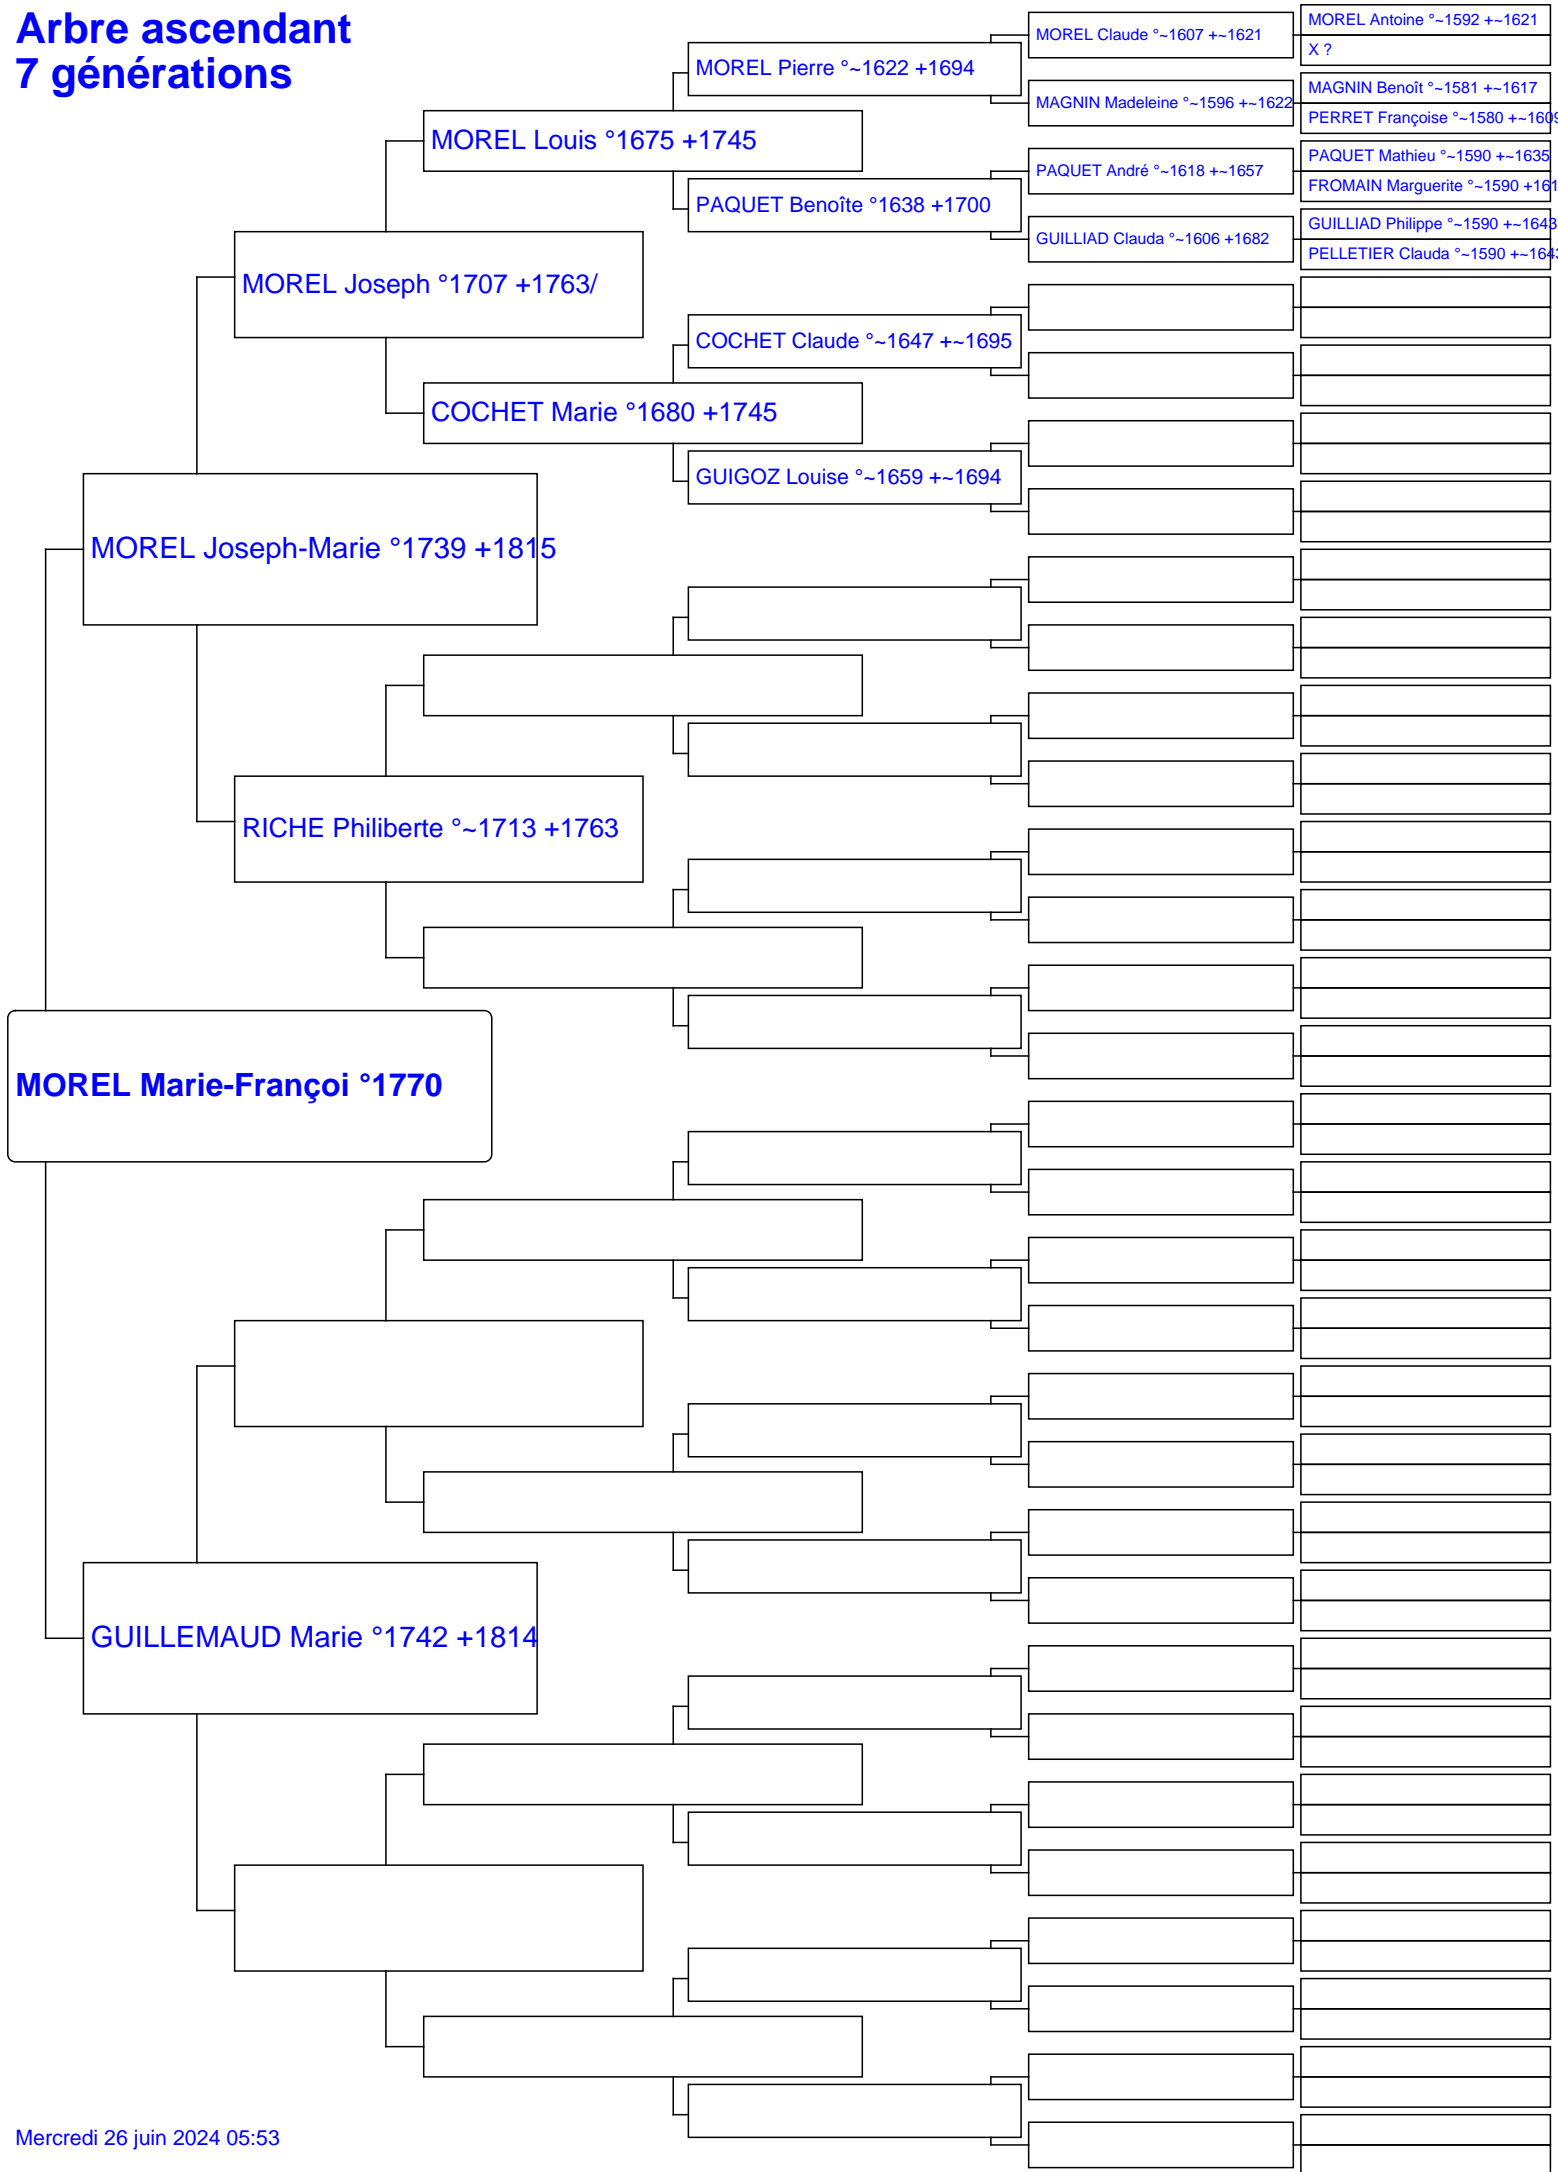 Arbre ascendant
7 générations
MOREL Antoine °~1592 +~1621
MOREL Claude °~1607 +~1621
X ?
MOREL Pierre °~1622 +1694
MAGNIN Benoît °~1581 +~1617
MAGNIN Madeleine °~1596 +~1622
PERRET Françoise °~1580 +~1609
MOREL Louis °1675 +1745
PAQUET Mathieu °~1590 +~1635
PAQUET André °~1618 +~1657
FROMAIN Marguerite °~1590 +161
PAQUET Benoîte °1638 +1700
GUILLIAD Philippe °~1590 +~1643
GUILLIAD Clauda °~1606 +1682
PELLETIER Clauda °~1590 +~1643
MOREL Joseph °1707 +1763/
COCHET Claude °~1647 +~1695
COCHET Marie °1680 +1745
GUIGOZ Louise °~1659 +~1694
MOREL Joseph-Marie °1739 +1815
RICHE Philiberte °~1713 +1763
MOREL Marie-Françoi °1770
GUILLEMAUD Marie °1742 +1814
Mercredi 26 juin 2024 05:53